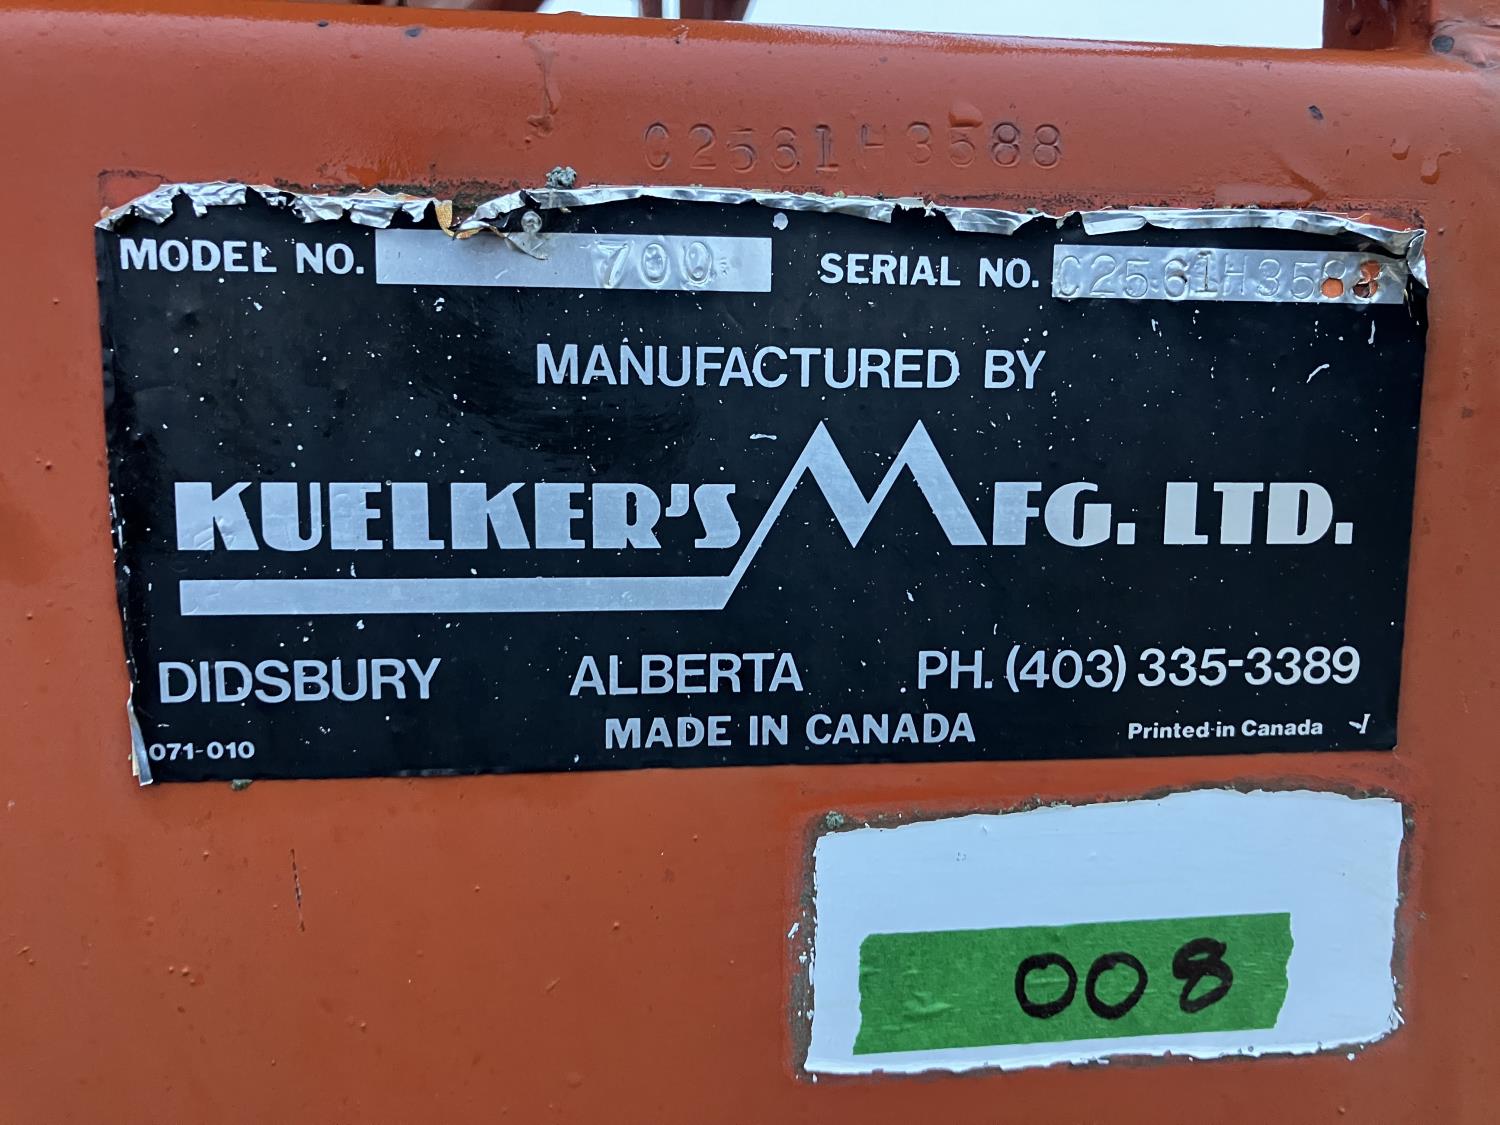 C2561H3588
MODEL NO. 700 SERIAL NO. C2561H3588
MANUFACTURED BY
KUELKER'S MFG. LTD.
DIDSBURY ALBERTA PH. (403) 335-3389
MADE IN CANADA
071-010 Printed in Canada
008